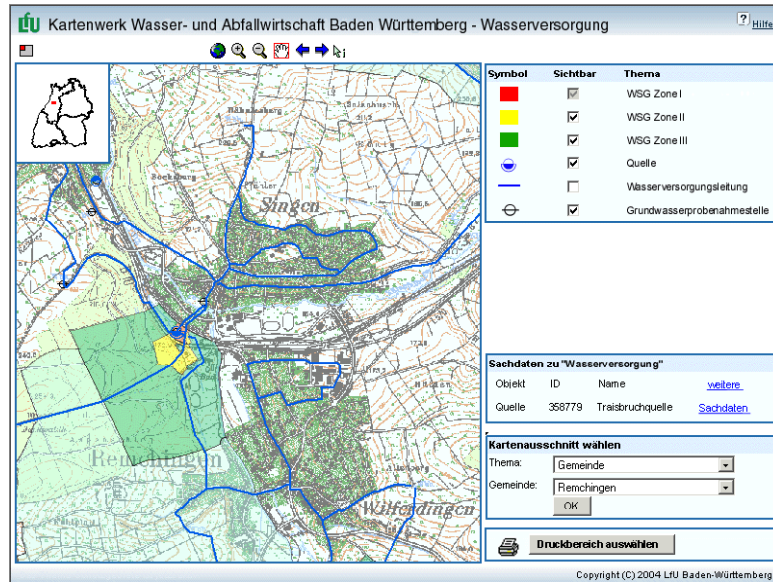 LfU Kartenwerk Wasser- und Abfallwirtschaft Baden Württemberg - Wasserversorgung
? Hilfe
Symbol Sichtbar Thema
WSG Zone I
WSG Zone II
WSG Zone III
Quelle
Wasserversorgungsleitung
Grundwasserprobenahmestelle
Singen
Remchingen
Wilferdingen
Sachdaten zu "Wasserversorgung"
Objekt ID Name weitere
Quelle 358779 Traisbruchquelle Sachdaten
Kartenausschnitt wählen
Thema: Gemeinde
Gemeinde: Remchingen
OK
Druckbereich auswählen
Copyright (C) 2004 LfU Baden-Württemberg